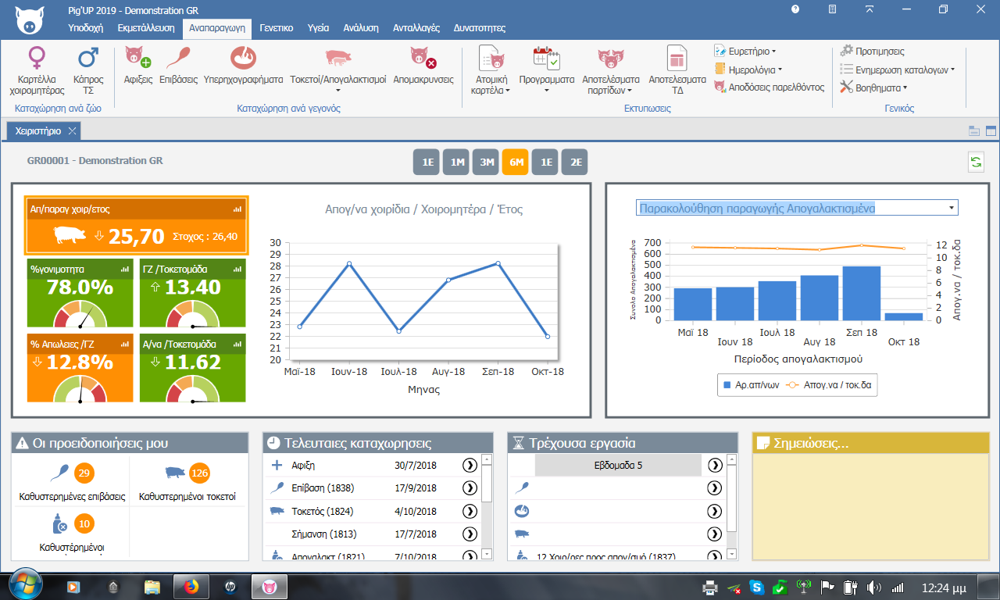 Pig'UP 2019 - Demonstration GR
Υποδοχή Εκμετάλλευση Αναπαραγωγη Γενετικο Υγεία Ανάλυση Ανταλλαγές Δυνατοτητες
Καρτέλλα χοιρομητέρας
Κάπρος ΤΣ
Αφιξεις
Επιβάσεις
Υπερηχογραφήματα
Τοκετοί/Απογαλακτισμοί
Απομακρυνσεις
Ατομική καρτέλα
Προγραμματα
Αποτελέσματα παρτίδων
Αποτελεσματα ΤΔ
Ευρετήριο
Ημερολόγια
Αποδόσεις παρελθόντος
Προτιμησεις
Ενημερωση καταλογων
Βοηθηματα
Καταχώρηση ανά ζώο
Καταχώρηση ανά γεγονός
Εκτυπωσεις
Γενικός
Χειριστήριο
GR00001 - Demonstration GR
1Ε 1Μ 3Μ 6Μ 1Ε 2Ε
Απ/παραγ χοιρ/ετος
25,70 Στοχος : 26,40
%γονιμοτητα
78,0%
ΓΖ /Τοκετομάδα
13,40
% Απωλειες /ΓΖ
12,8%
Α/να /Τοκετομάδα
11,62
Απογ/να χοιρίδια / Χοιρομητέρα / Έτος
30
29
28
27
26
25
24
23
22
21
20
Μαϊ-18 Ιουν-18 Ιουλ-18 Αυγ-18 Σεπ-18 Οκτ-18
Μηνας
Παρακολούθηση παραγωγής Απογαλακτισμένα
Συνολο Απογαλακτισμένα
700
600
500
400
300
200
100
0
12
10
8
6
4
2
0
Απογ.να / τοκ.δα
Μαϊ 18 Ιουν 18 Ιουλ 18 Αυγ 18 Σεπ 18 Οκτ 18
Περίοδος απογαλακτισμού
Αρ.απ/νων Απογ.να / τοκ.δα
Οι προειδοποιήσεις μου
29
Καθυστερημένες επιβάσεις
126
Καθυστερημένοι τοκετοί
10
Καθυστέρημένοι
Τελευταιες καταχωρησεις
Αφιξη 30/7/2018
Επίβαση (1838) 17/9/2018
Τοκετός (1824) 4/10/2018
Σήμανση (1813) 17/7/2018
Απογαλακτ (1821) 7/10/2018
Τρέχουσα εργασία
Εβδομαδα 5
12 Χοιρ/ρες προς απογ/σμό (1837)
Σημειώσεις...
12:24 μμ